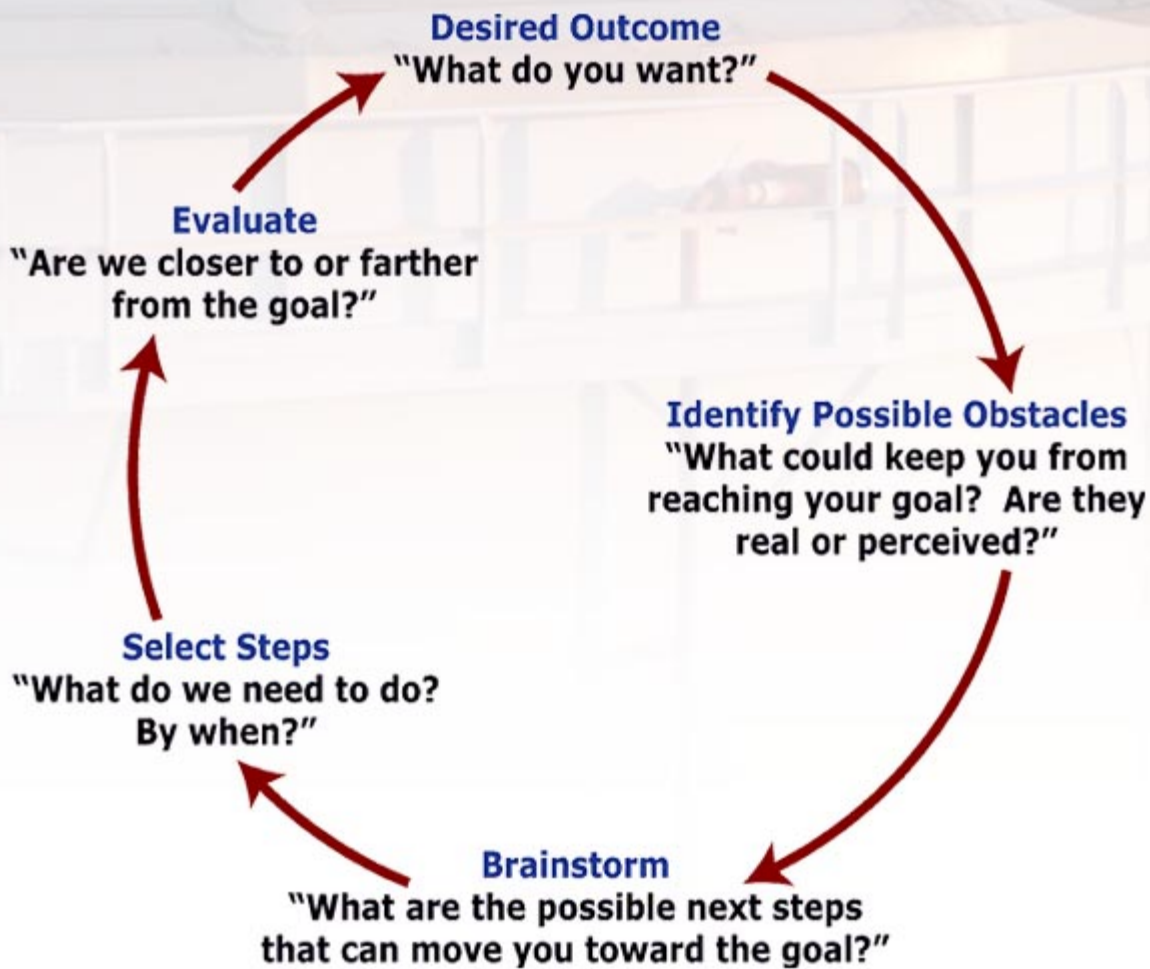 Desired Outcome
“What do you want?”
Identify Possible Obstacles
“What could keep you from
reaching your goal?  Are they
real or perceived?”
Brainstorm
“What are the possible next steps
that can move you toward the goal?”
Select Steps
“What do we need to do?
By when?”
Evaluate
“Are we closer to or farther
from the goal?”